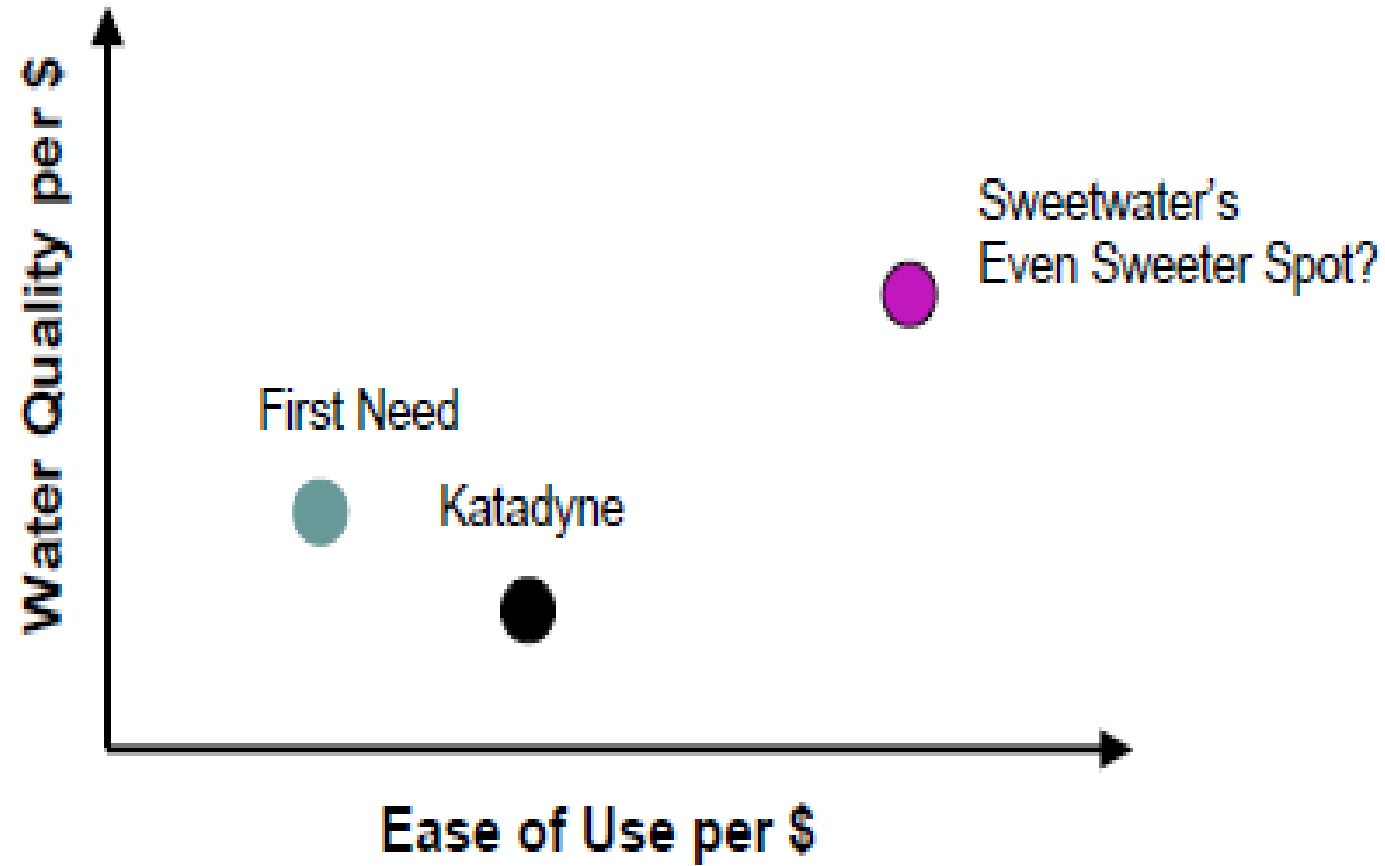 Water Quality per $
Sweetwater's
Even Sweeter Spot?
First Need
Katadyne
Ease of Use per $